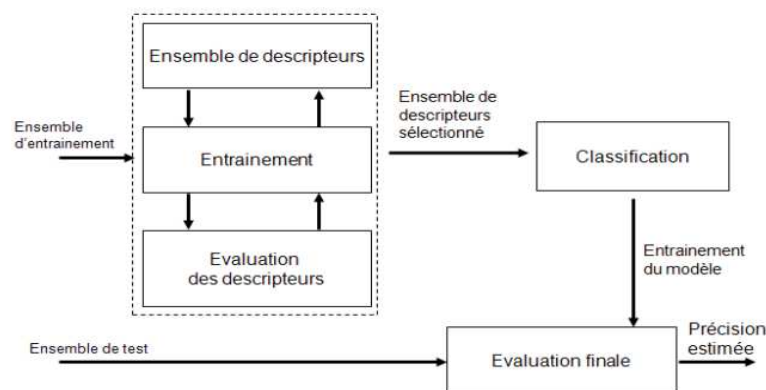 Ensemble de descripteurs
Ensemble
d'entrainement
Entrainement
Ensemble de
descripteurs
sélectionné
Classification
Evaluation
des descripteurs
Entrainement
du modèle
Ensemble de test
Evaluation finale
Précision
estimée